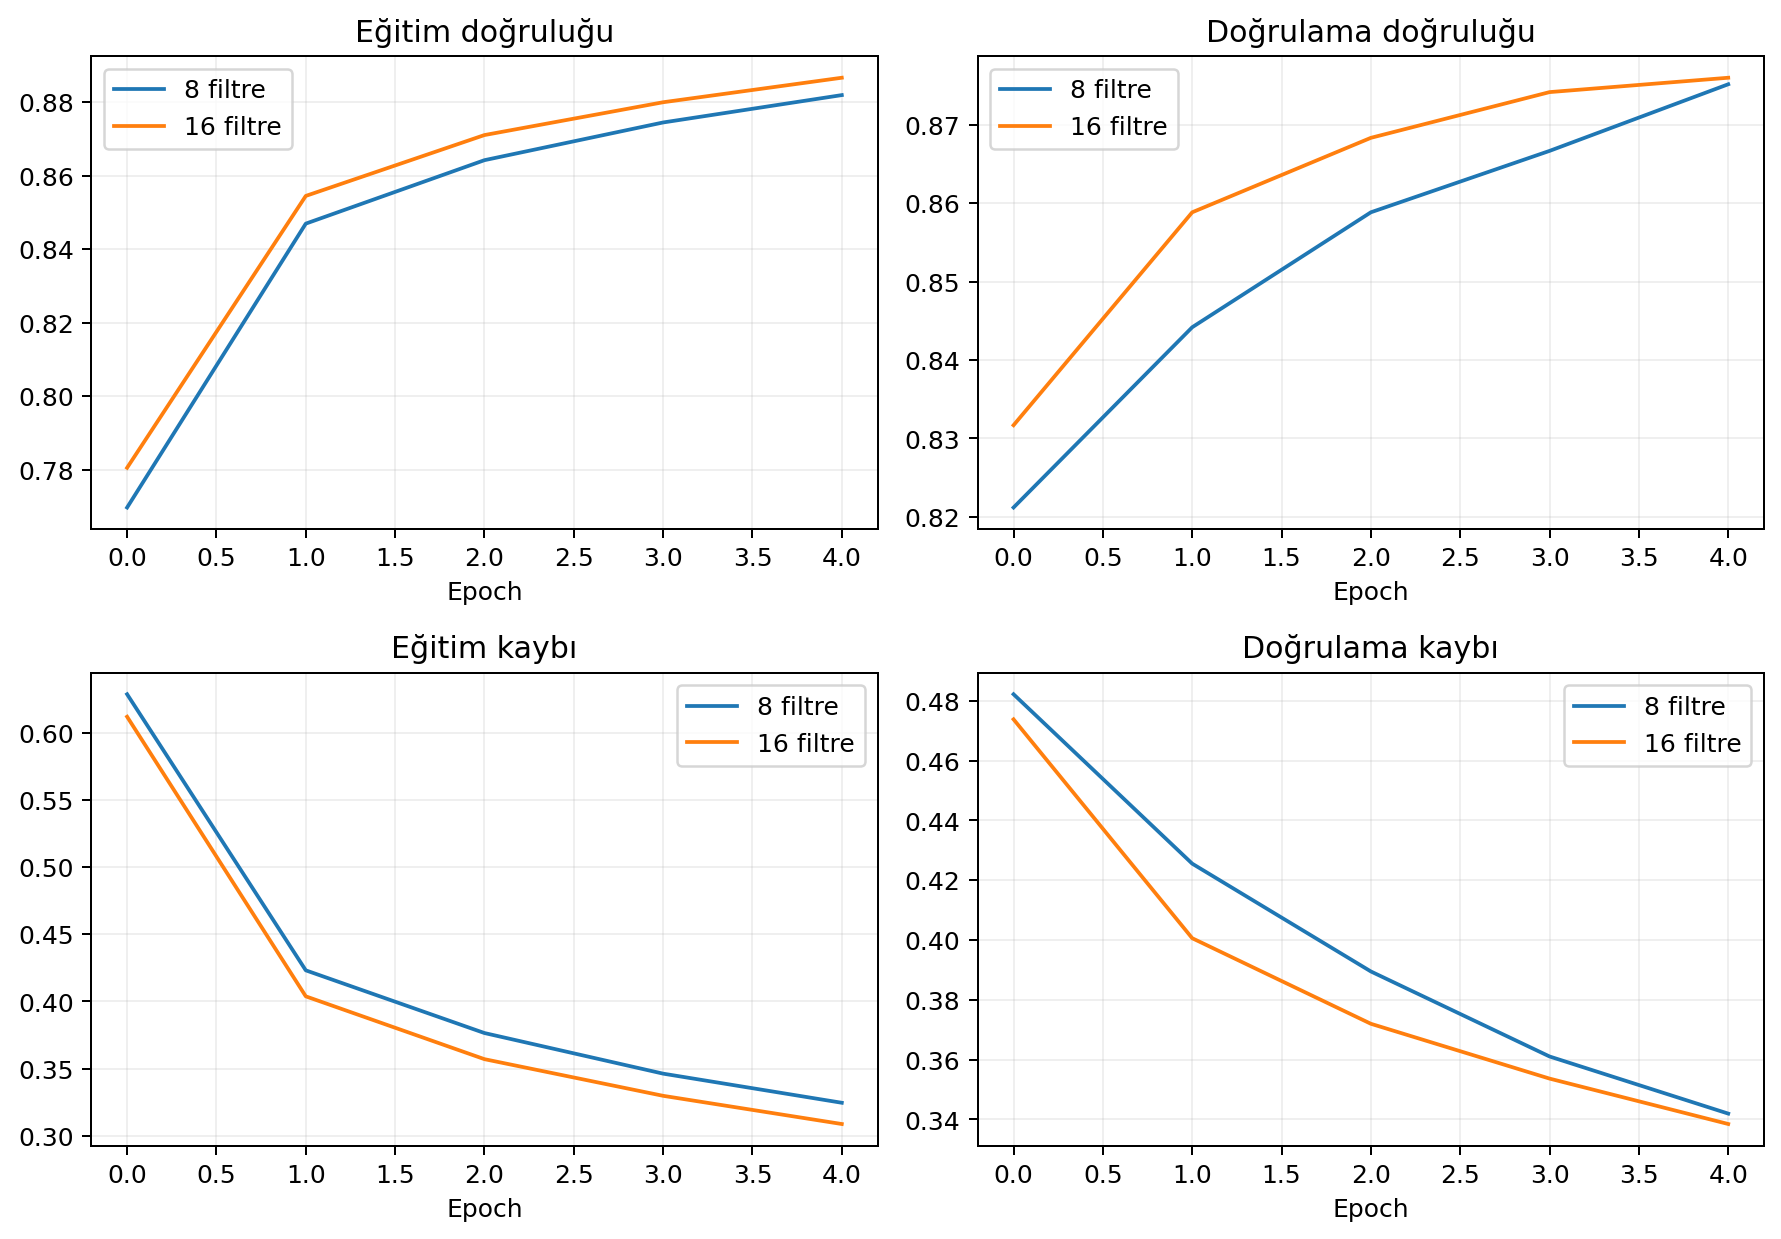 Eğitim doğruluğu
8 filtre
16 filtre
0.88
0.86
0.84
0.82
0.80
0.78
0.0 0.5 1.0 1.5 2.0 2.5 3.0 3.5 4.0
Epoch
Doğrulama doğruluğu
8 filtre
16 filtre
0.87
0.86
0.85
0.84
0.83
0.82
0.0 0.5 1.0 1.5 2.0 2.5 3.0 3.5 4.0
Epoch
Eğitim kaybı
8 filtre
16 filtre
0.60
0.55
0.50
0.45
0.40
0.35
0.30
0.0 0.5 1.0 1.5 2.0 2.5 3.0 3.5 4.0
Epoch
Doğrulama kaybı
8 filtre
16 filtre
0.48
0.46
0.44
0.42
0.40
0.38
0.36
0.34
0.0 0.5 1.0 1.5 2.0 2.5 3.0 3.5 4.0
Epoch